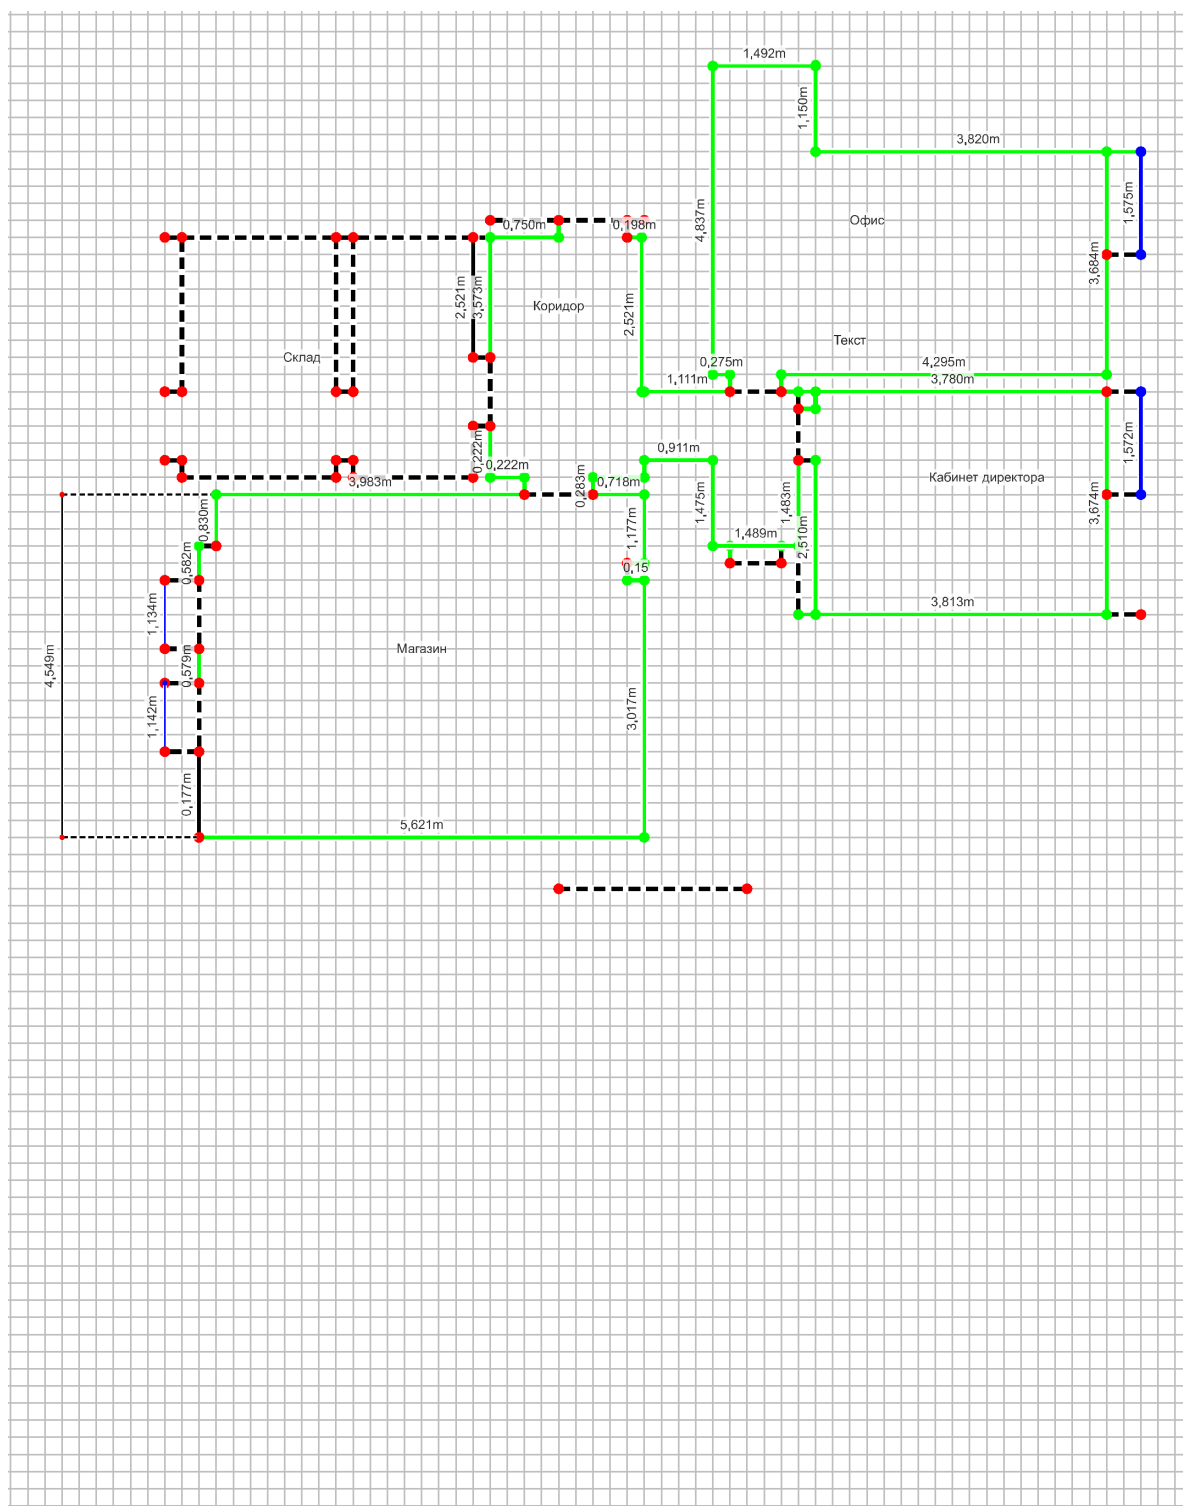 1,492m
1,150m
3,820m
1,575m
Офис
4,837m
0,750m
0,198m
3,684m
2,521m
3,573m
Коридор
2,521m
Склад
Текст
0,275m
4,295m
1,111m
3,780m
1,572m
0,222m
0,911m
0,222m
3,983m
0,283m
0,718m
Кабинет директора
3,674m
0,830m
1,177m
1,475m
1,483m
1,489m
2,510m
0,582m
0,15
1,134m
3,813m
4,549m
0,579m
Магазин
1,142m
3,017m
0,177m
5,621m